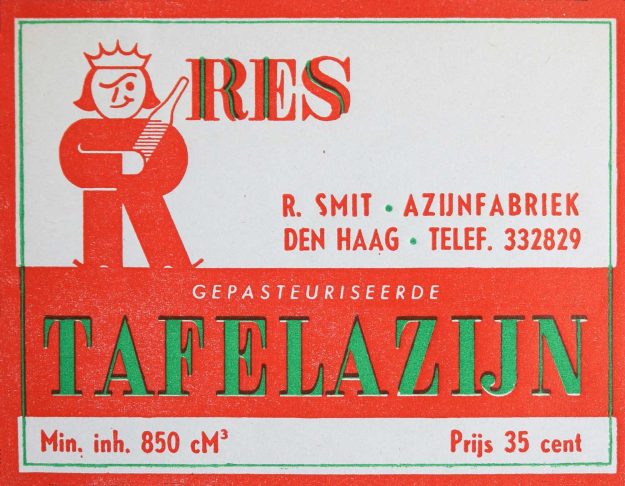 RES
R. SMIT • AZIJNFABRIEK
DEN HAAG • TELEF. 332829
GEPASTEURISEERDE
TAFELAZIJN
Min. inh. 850 cM³
Prijs 35 cent